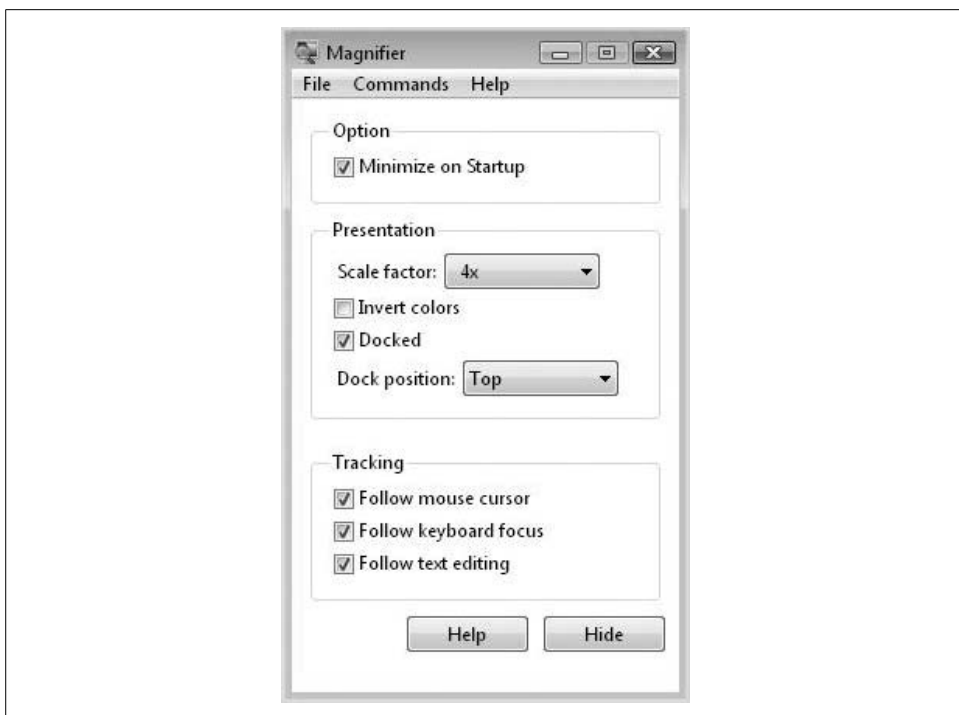 Magnifier
File Commands Help
Option
Minimize on Startup
Presentation
Scale factor: 4x
Invert colors
Docked
Dock position: Top
Tracking
Follow mouse cursor
Follow keyboard focus
Follow text editing
Help Hide